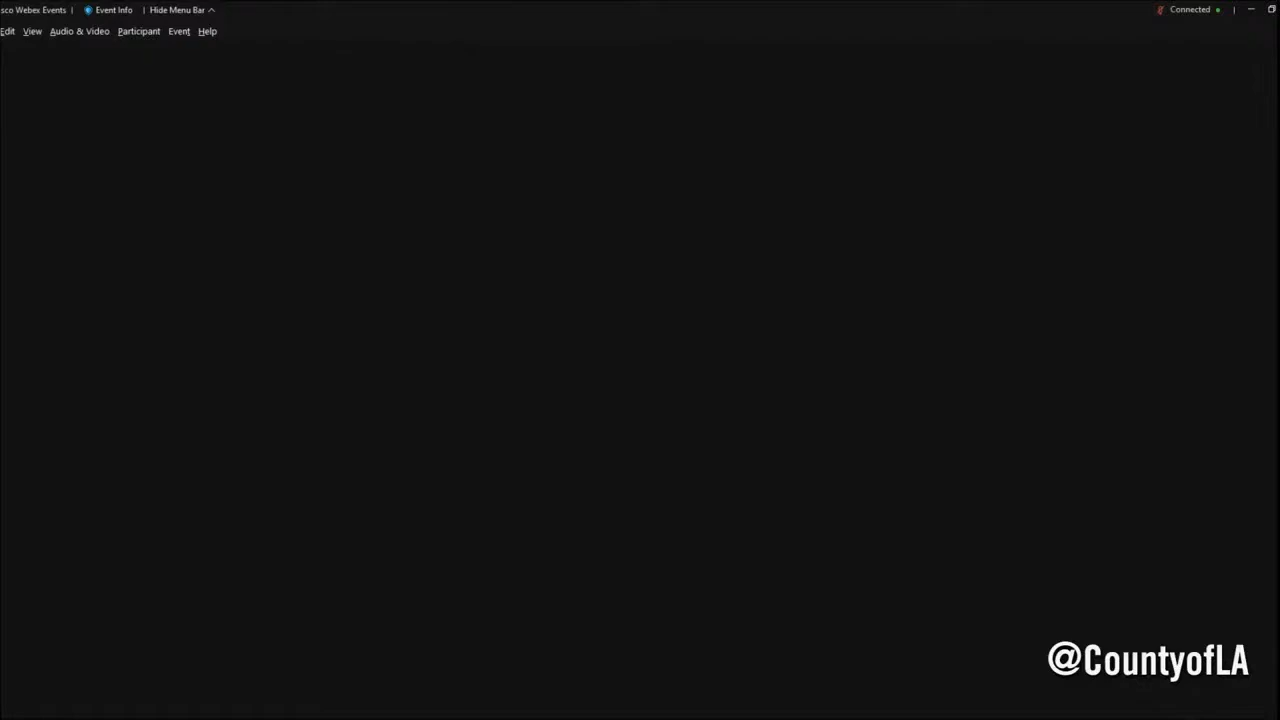 sco Webex Events | Event Info | Hide Menu Bar Connected
Edit View Audio & Video Participant Event Help
@CountyofLA